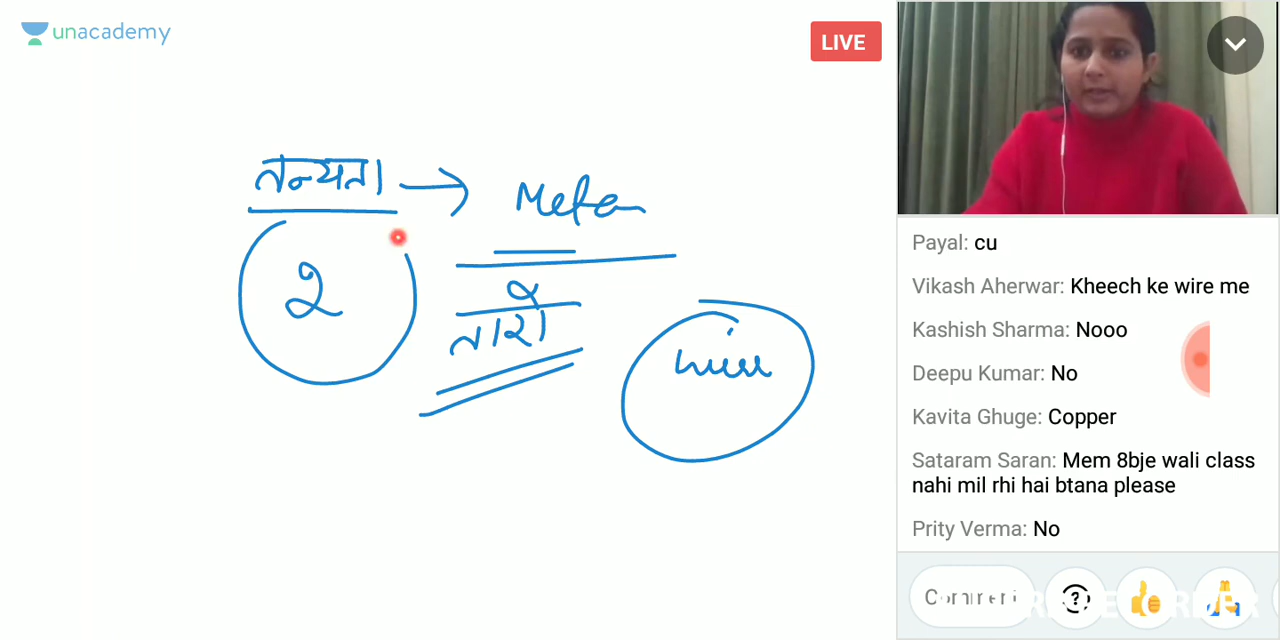 unacademy
LIVE
तन्यता → Metal
2
तारो
Payal: cu
Vikash Aherwar: Kheech ke wire me
Kashish Sharma: Nooo
Deepu Kumar: No
Kavita Ghuge: Copper
Sataram Saran: Mem 8bje wali class
nahi mil rhi hai btana please
Prity Verma: No